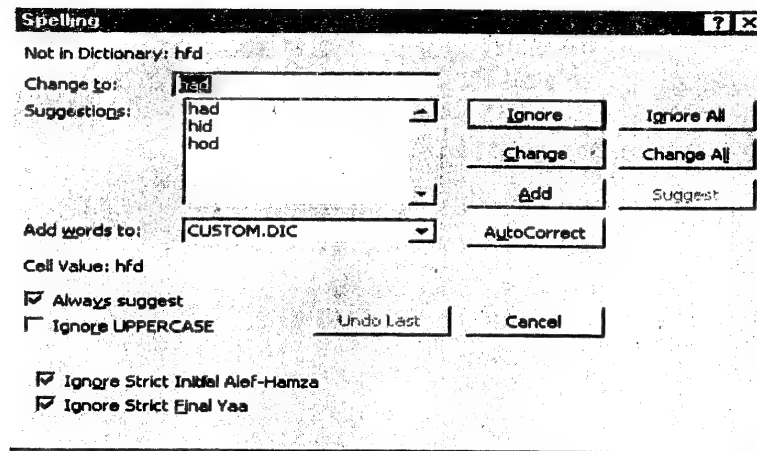 Spelling ? X
Not in Dictionary: hfd
Change to: had
Suggestions: had
hid
hod
Ignore Ignore All
Change Change All
Add Suggest
Add words to: CUSTOM.DIC AutoCorrect
Cell Value: hfd
Always suggest
Ignore UPPERCASE Undo Last Cancel
Ignore Strict Initial Alef-Hamza
Ignore Strict Final Yaa